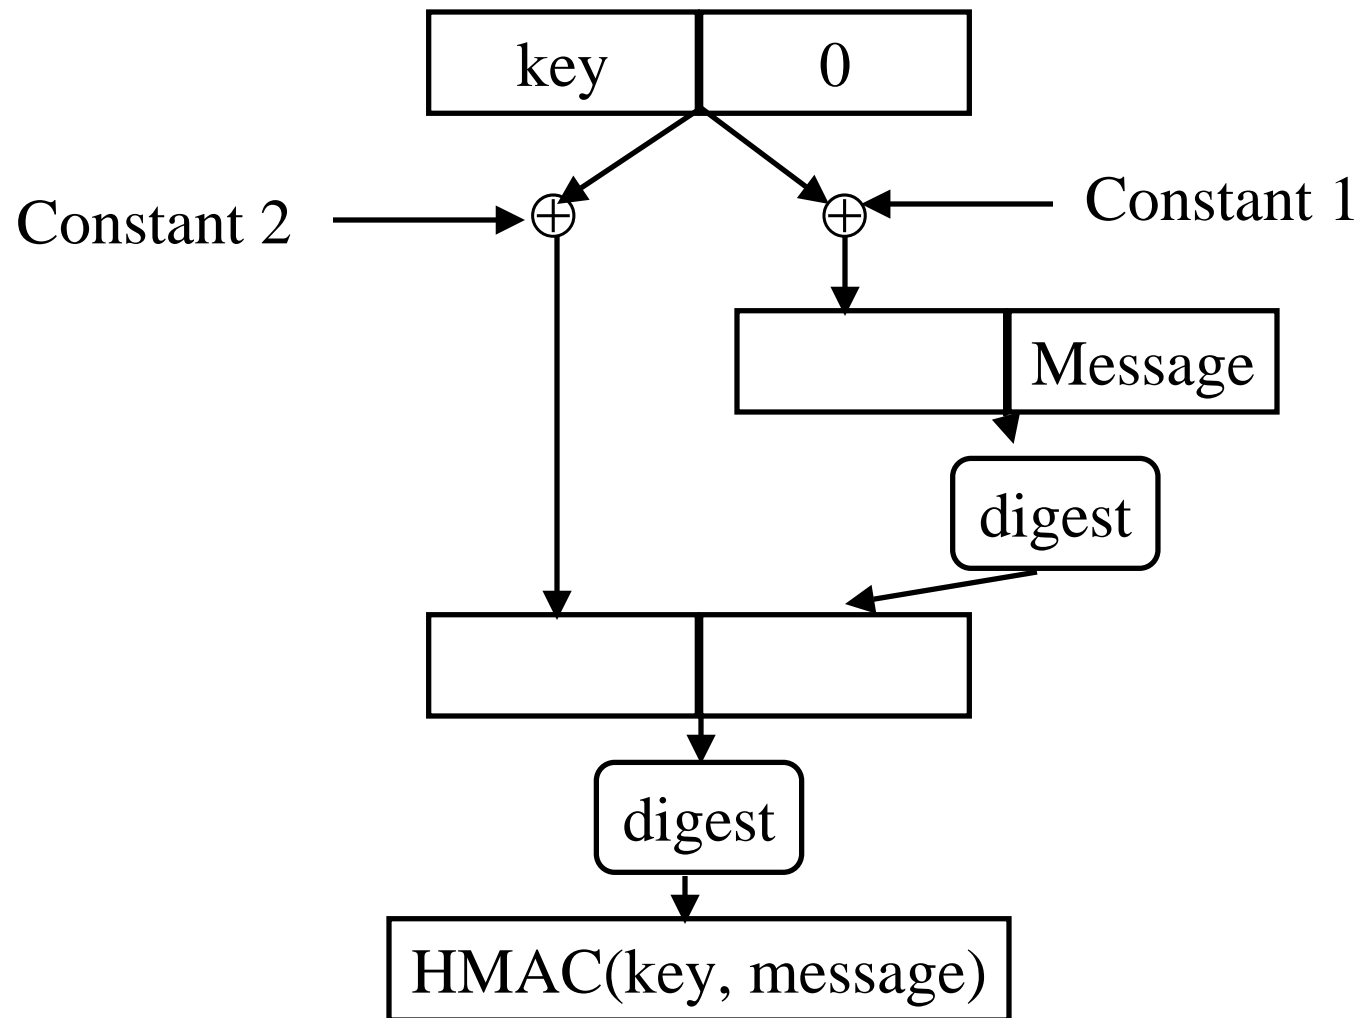 key 0
Constant 2
Constant 1
Message
digest
digest
HMAC(key, message)